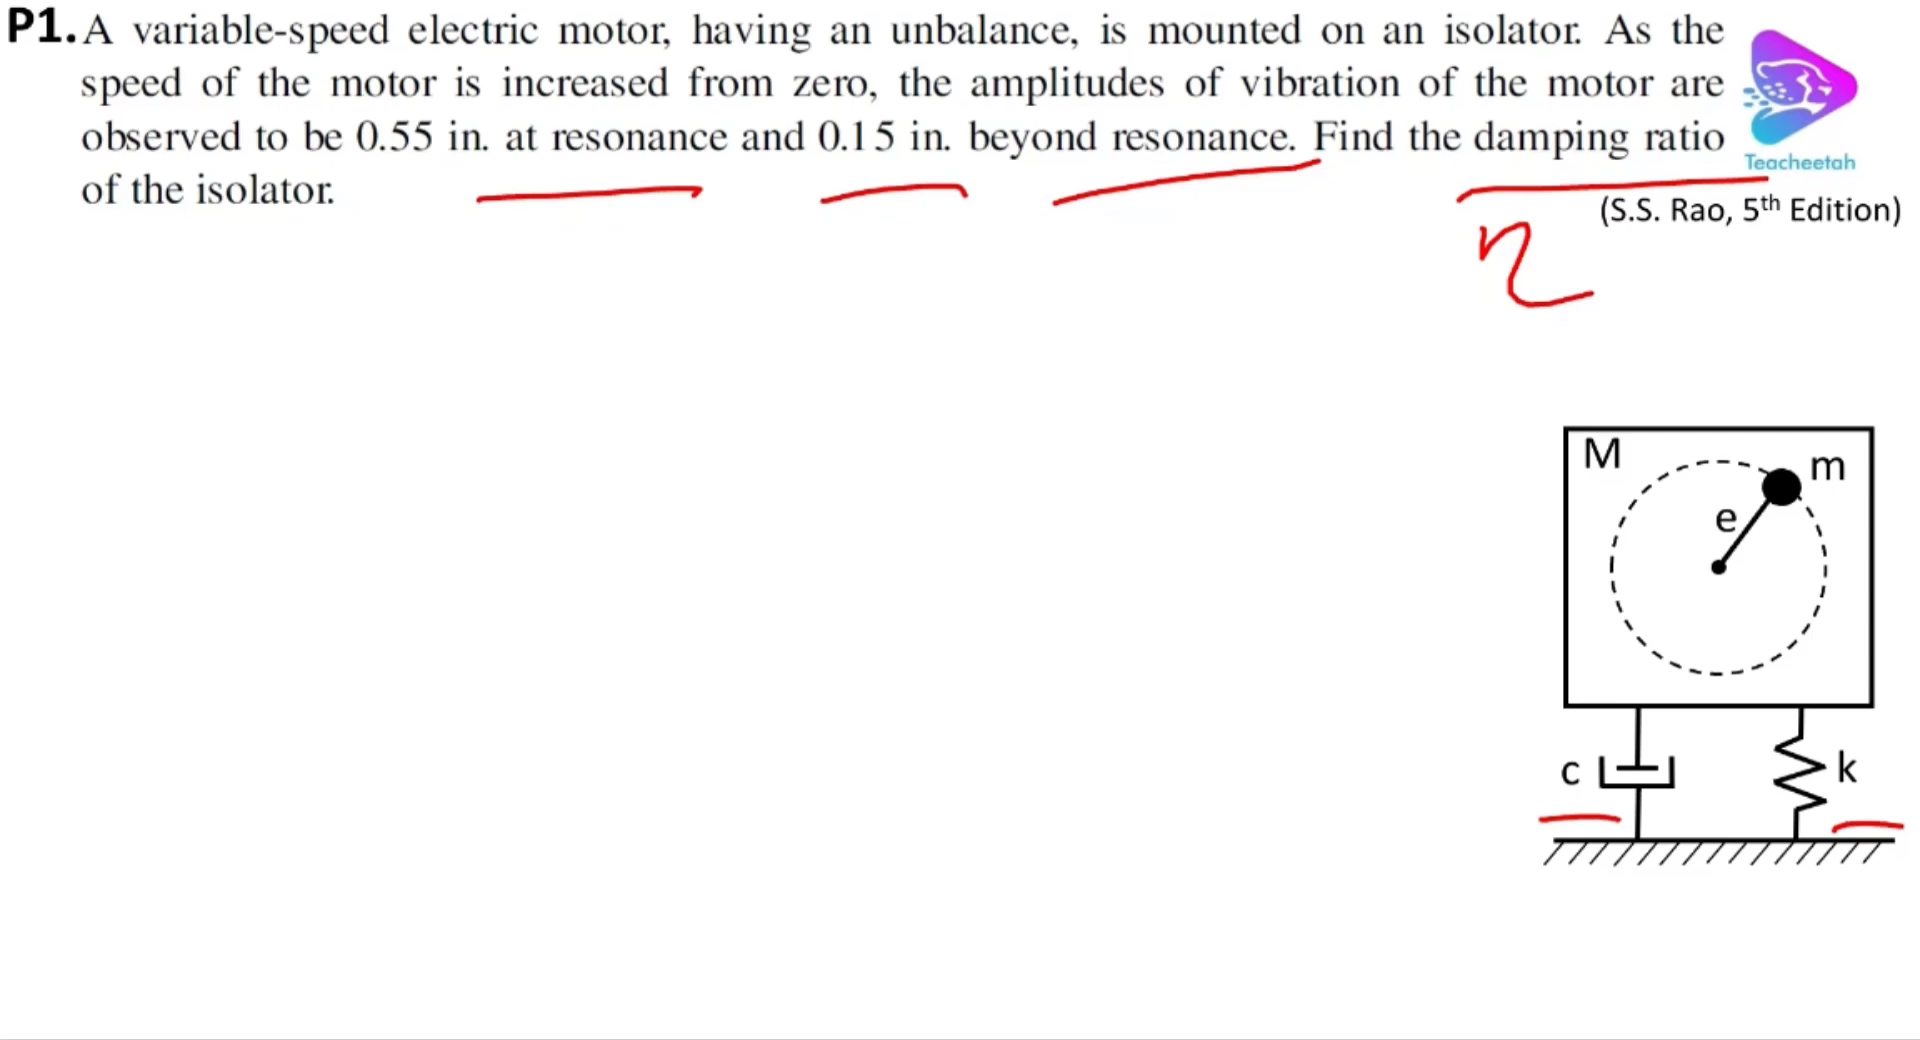 P1. A variable-speed electric motor, having an unbalance, is mounted on an isolator. As the
speed of the motor is increased from zero, the amplitudes of vibration of the motor are
observed to be 0.55 in. at resonance and 0.15 in. beyond resonance. Find the damping ratio
of the isolator.
Teacheetah
(S.S. Rao, 5th Edition)
M
m
e
c
k